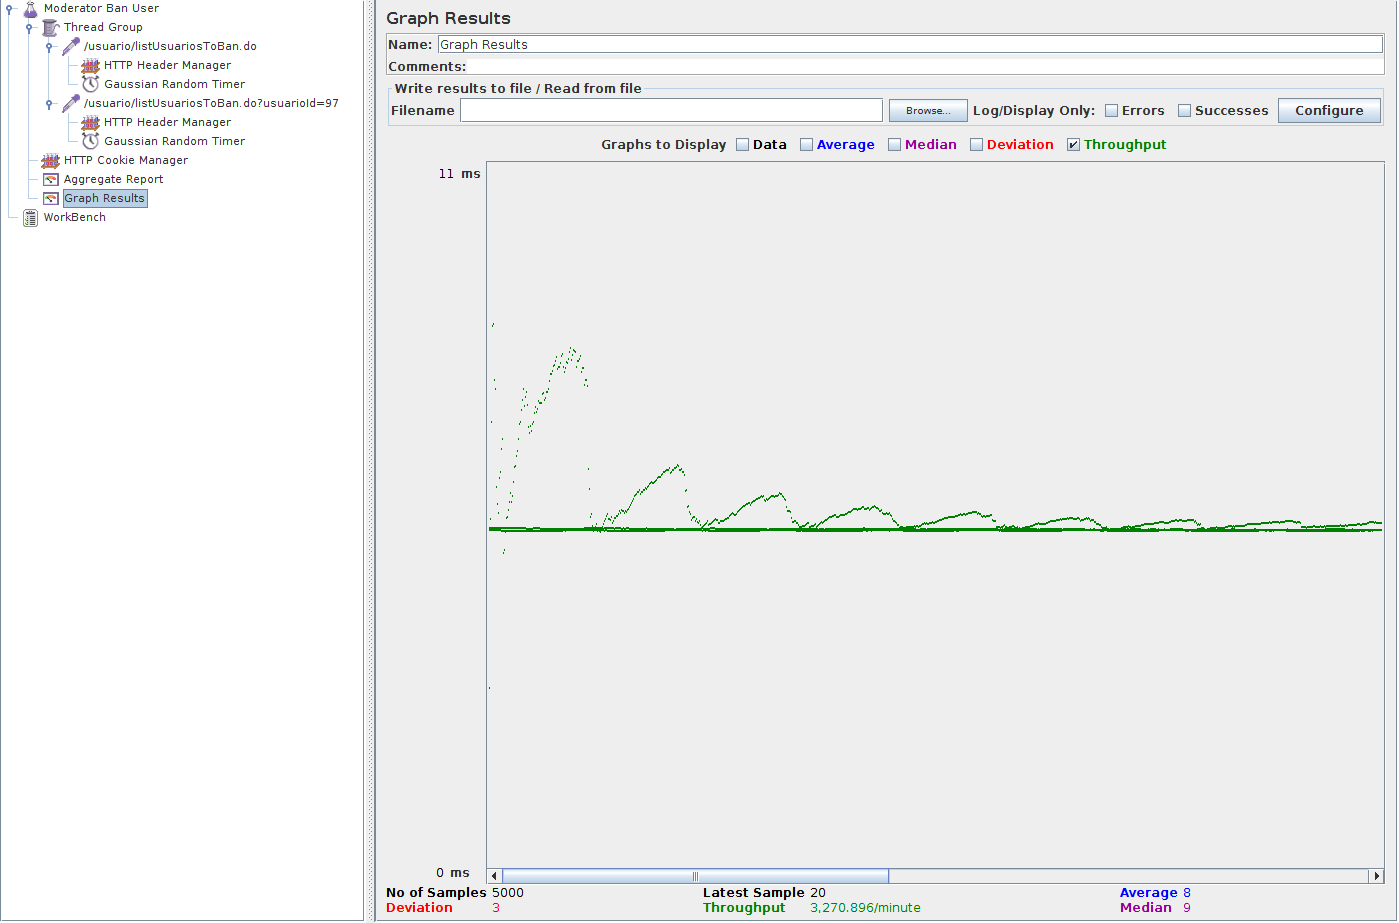 Moderator Ban User
Thread Group
/usuario/listUsuariosToBan.do
HTTP Header Manager
Gaussian Random Timer
/usuario/listUsuariosToBan.do?usuarioId=97
HTTP Header Manager
Gaussian Random Timer
HTTP Cookie Manager
Aggregate Report
Graph Results
WorkBench
Graph Results
Name: Graph Results
Comments:
Write results to file / Read from file
Filename Browse... Log/Display Only: Errors Successes Configure
Graphs to Display Data Average Median Deviation Throughput
11 ms
0 ms
No of Samples 5000 Latest Sample 20 Average 8
Deviation 3 Throughput 3,270.896/minute Median 9